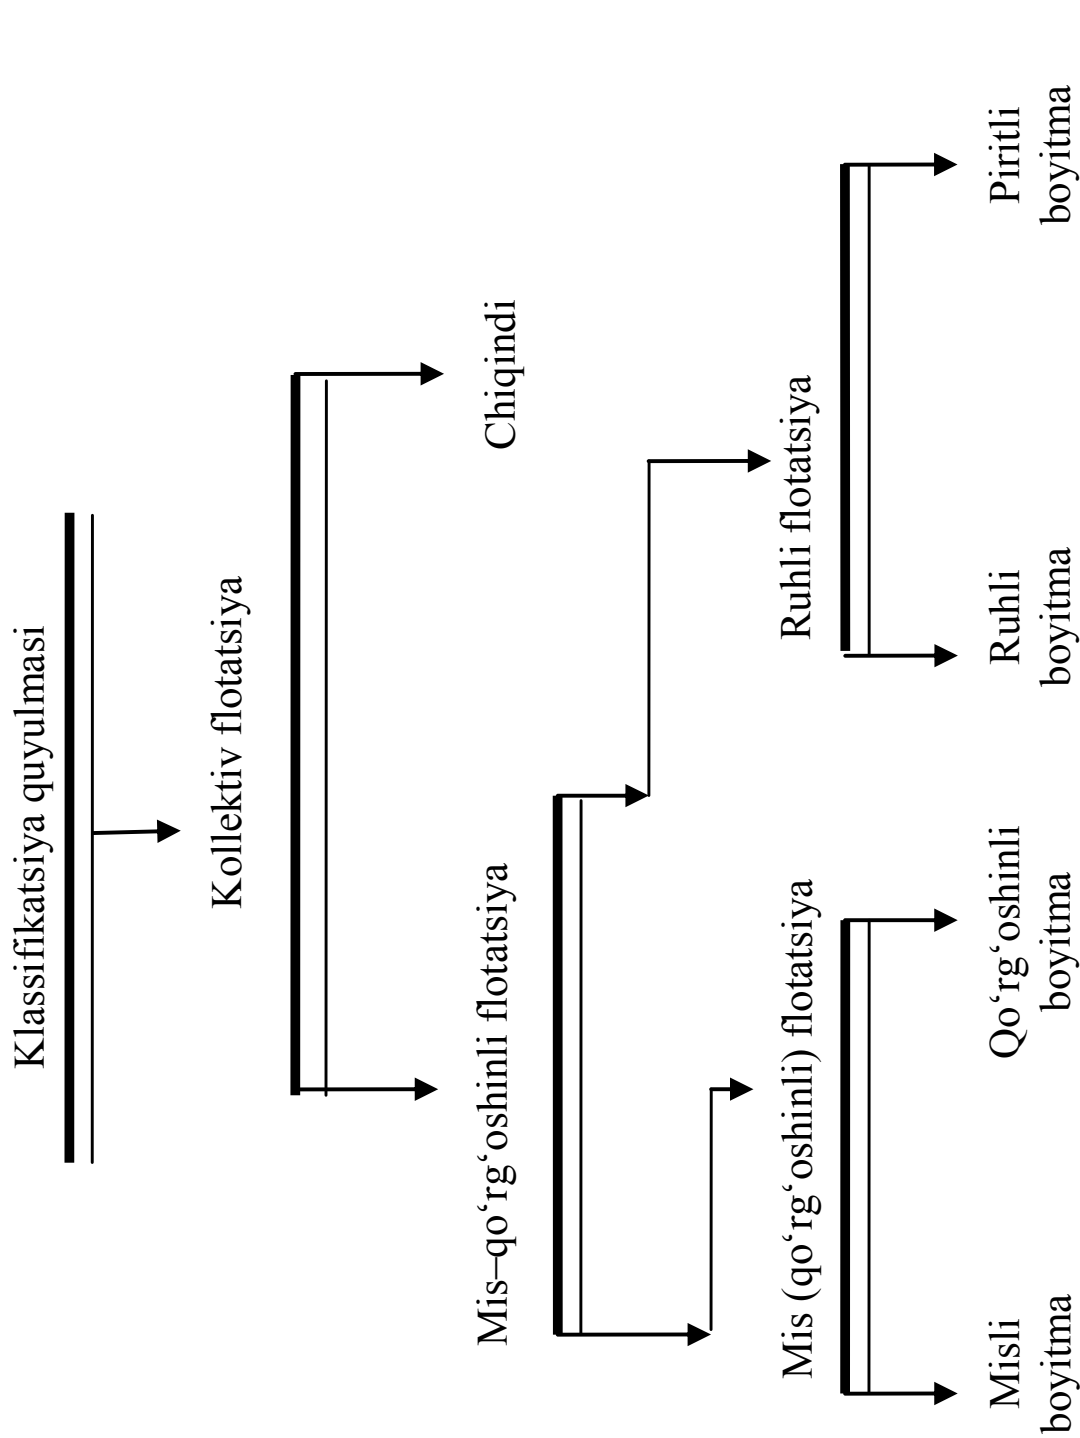 Klassifikatsiya quyulması
Kollektiv flotatsiya
Mis–qo‘rg‘oshinli flotatsiya
Chiqindi
Mis (qo‘rg‘oshinli) flotatsiya
Ruhli flotatsiya
Misli
boyitma
Qo‘rg‘oshinli
boyitma
Ruhli
boyitma
Piritli
boyitma